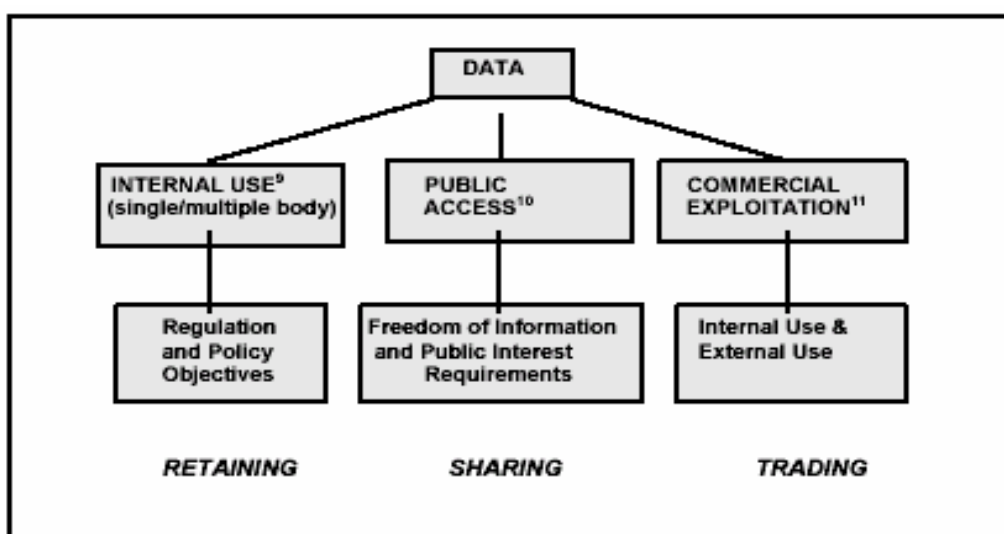 DATA
INTERNAL USE⁹
(single/multiple body)
PUBLIC
ACCESS¹⁰
COMMERCIAL
EXPLOITATION¹¹
Regulation
and Policy
Objectives
Freedom of Information
and Public Interest
Requirements
Internal Use &
External Use
RETAINING
SHARING
TRADING